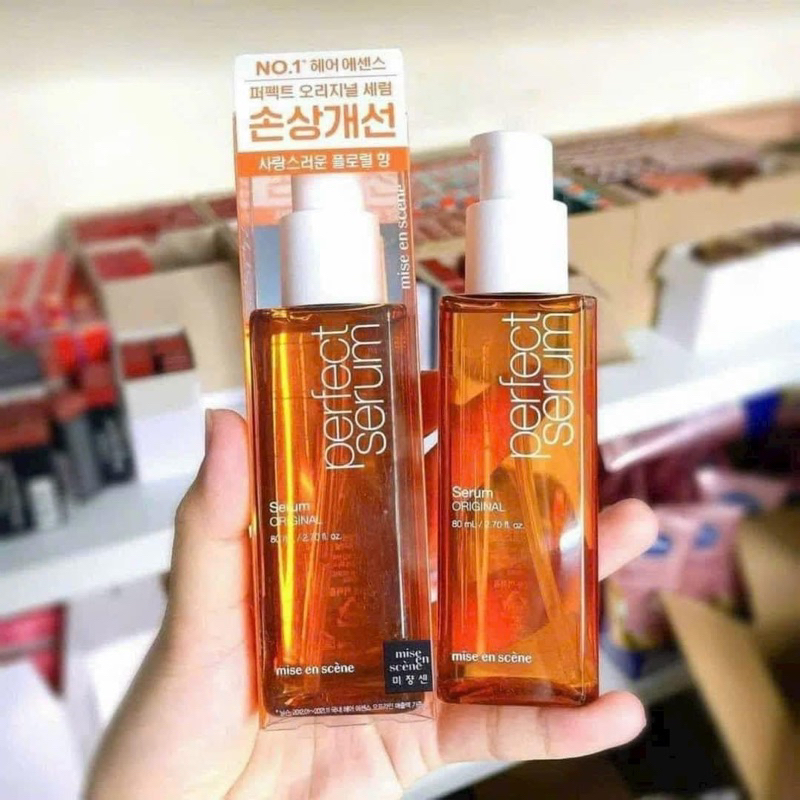 NO.1* 헤어 에센스
퍼펙트 오리지널 세럼
손상개선
사랑스러운 플로럴 향
mise en scène
perfect
serum
Serum
ORIGINAL
80 mL / 2.70 fl. oz.
mise en scène
mise
en
scène
미쟝센
perfect
serum
Serum
ORIGINAL
80 mL / 2.70 fl. oz.
mise en scène